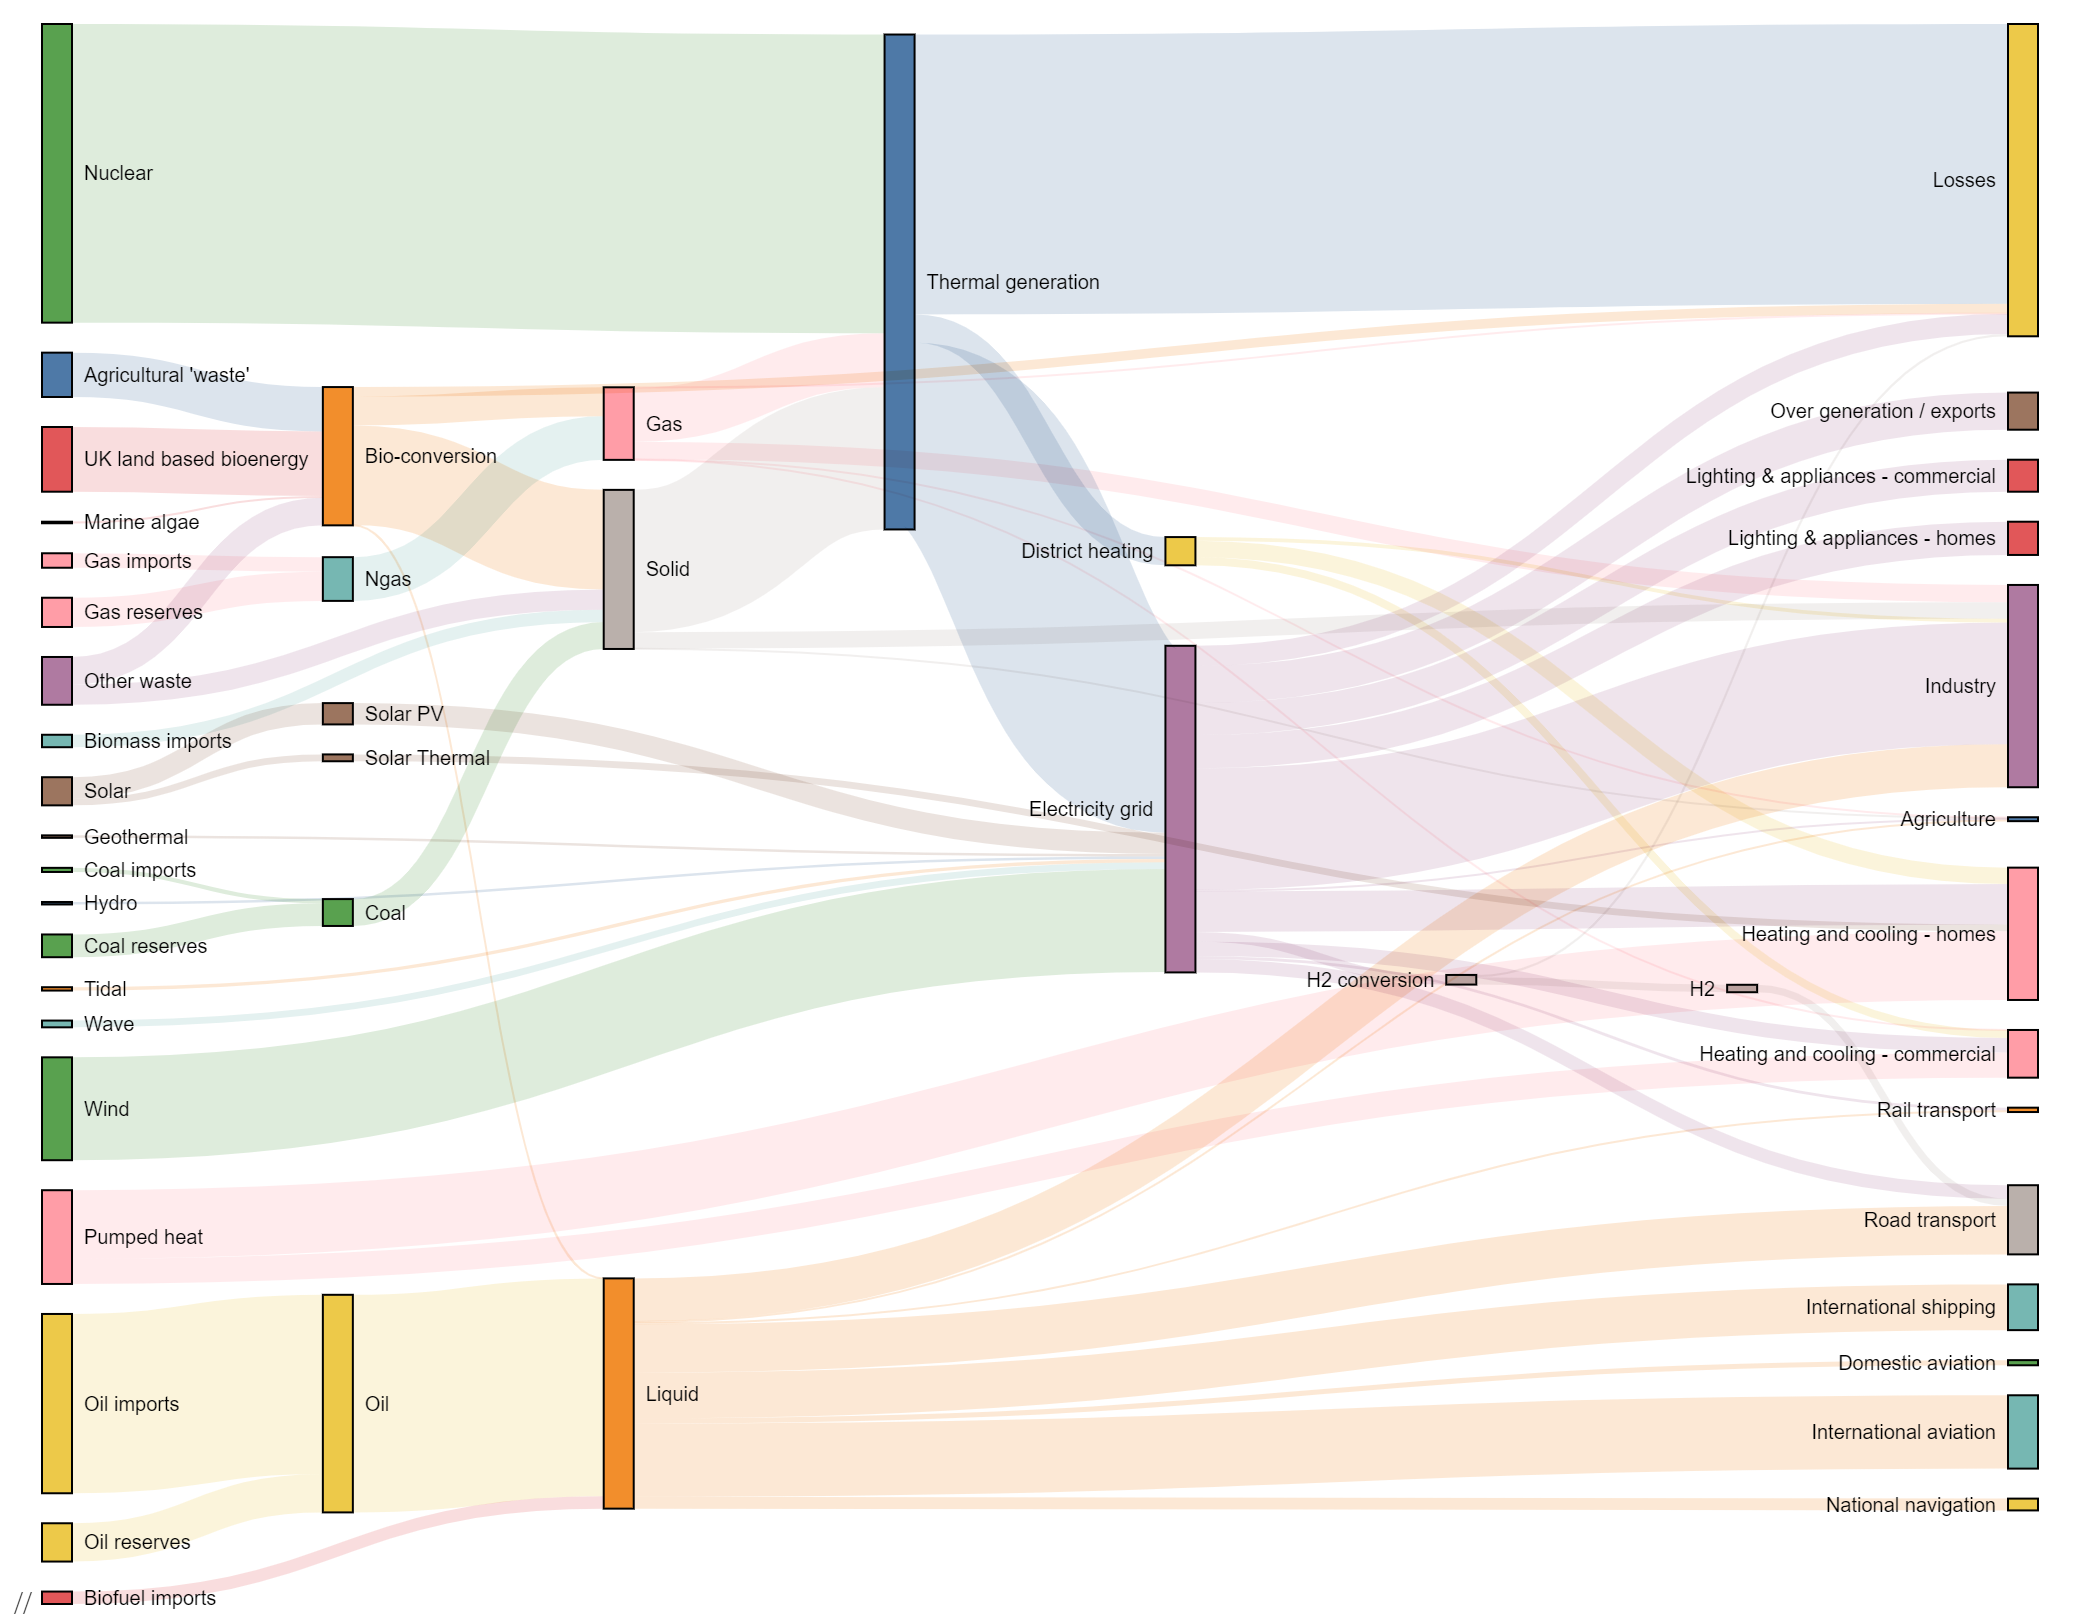 Nuclear
Agricultural 'waste'
UK land based bioenergy
Marine algae
Gas imports
Gas reserves
Other waste
Biomass imports
Solar
Geothermal
Coal imports
Hydro
Coal reserves
Tidal
Wave
Wind
Pumped heat
Oil imports
Oil reserves
Biofuel imports
//
Bio-conversion
Ngas
Solar PV
Solar Thermal
Coal
Oil
Gas
Solid
Liquid
Thermal generation
District heating
Electricity grid
H2 conversion
H2
Losses
Over generation / exports
Lighting & appliances - commercial
Lighting & appliances - homes
Industry
Agriculture
Heating and cooling - homes
Heating and cooling - commercial
Rail transport
Road transport
International shipping
Domestic aviation
International aviation
National navigation